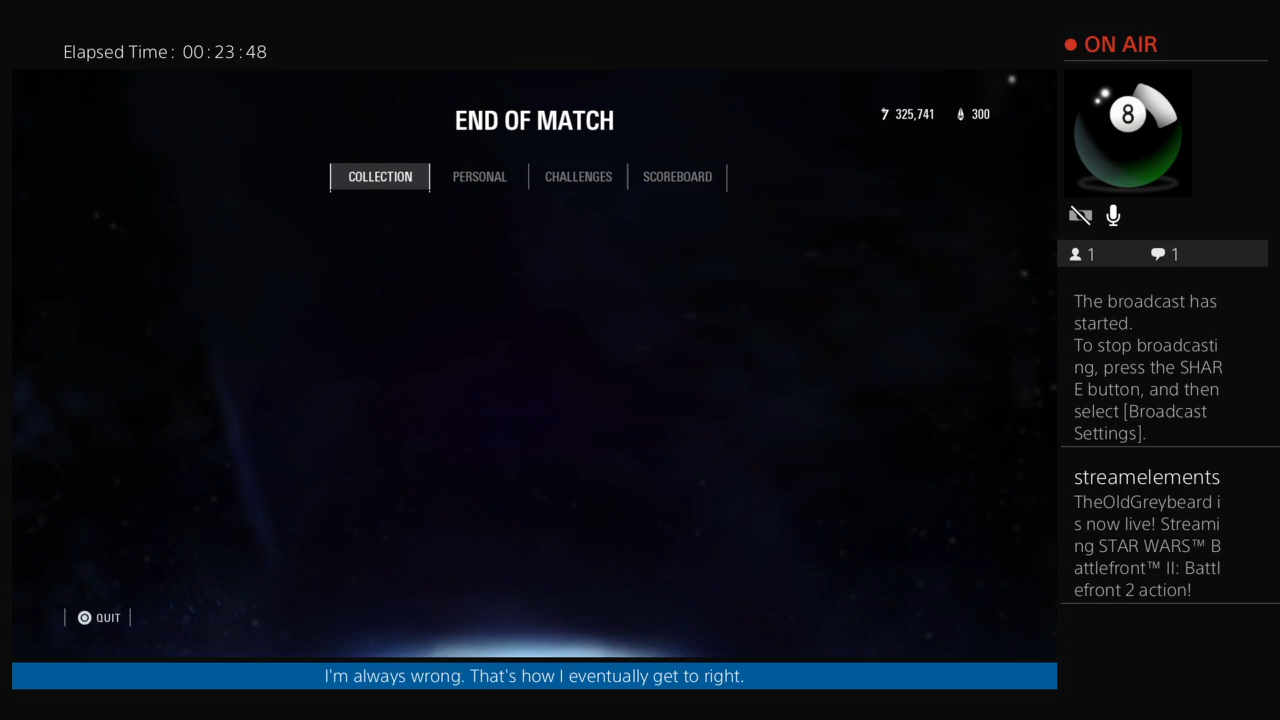 Elapsed Time: 00:23:48
ON AIR
END OF MATCH
325,741
300
COLLECTION
PERSONAL
CHALLENGES
SCOREBOARD
8
1
1
The broadcast has
started.
To stop broadcasti
ng, press the SHAR
E button, and then
select [Broadcast
Settings].
streamelements
TheOldGreybeard i
s now live! Streami
ng STAR WARS™ B
attlefront™ II: Battl
efront 2 action!
QUIT
I'm always wrong. That's how I eventually get to right.